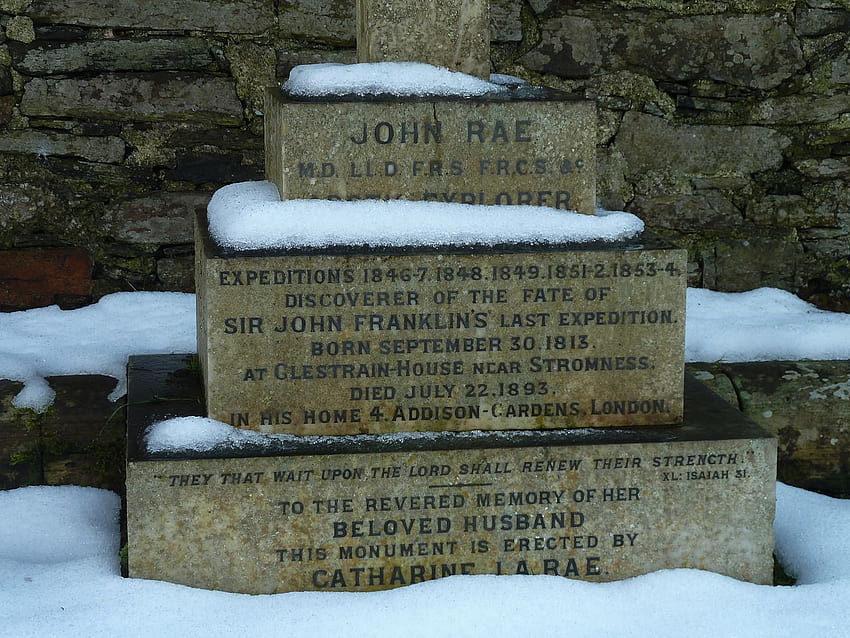 JOHN RAE
M.D. LL.D. F.R.S. F.R.C.S. &c
EXPLORER
EXPEDITIONS 1846-7. 1848. 1849. 1851-2. 1853-4.
DISCOVERER OF THE FATE OF
SIR JOHN FRANKLIN'S LAST EXPEDITION.
BORN SEPTEMBER 30. 1813.
AT CLESTRAIN-HOUSE NEAR STROMNESS.
DIED JULY 22. 1893.
IN HIS HOME 4. ADDISON-GARDENS. LONDON.
"THEY THAT WAIT UPON THE LORD SHALL RENEW THEIR STRENGTH."
XL: ISAIAH 31.
TO THE REVERED MEMORY OF HER
BELOVED HUSBAND
THIS MONUMENT IS ERECTED BY
CATHARINE J.A. RAE.